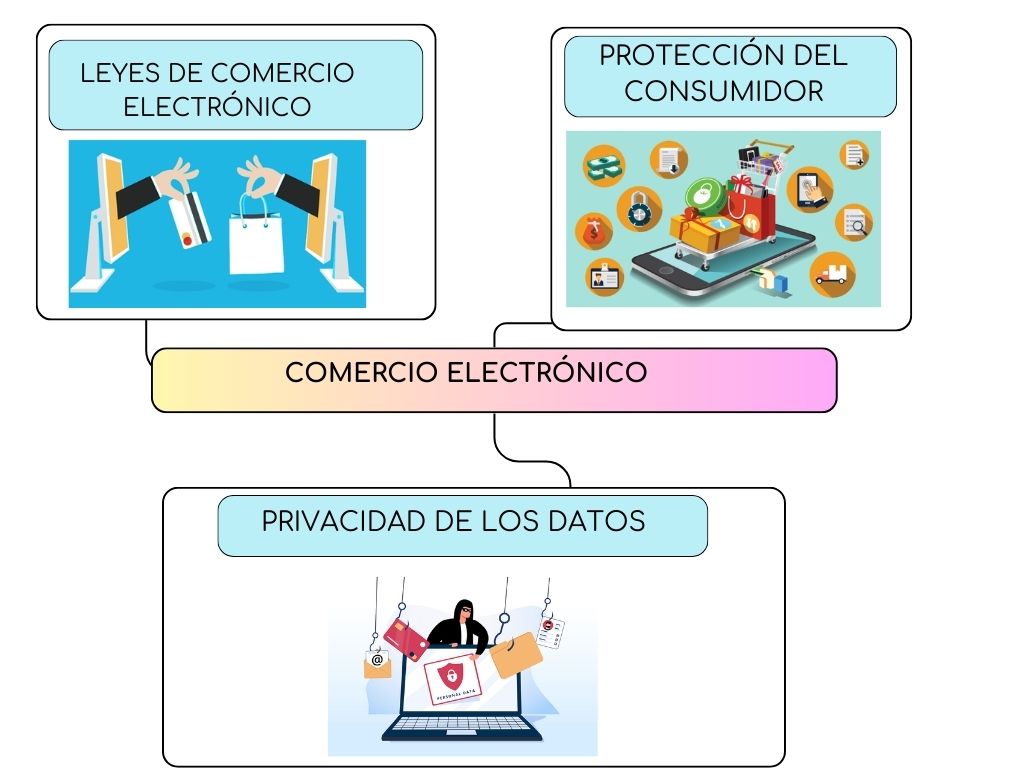 LEYES DE COMERCIO
ELECTRÓNICO
PROTECCIÓN DEL
CONSUMIDOR
COMERCIO ELECTRÓNICO
PRIVACIDAD DE LOS DATOS
@
@
PERSONAL DATA